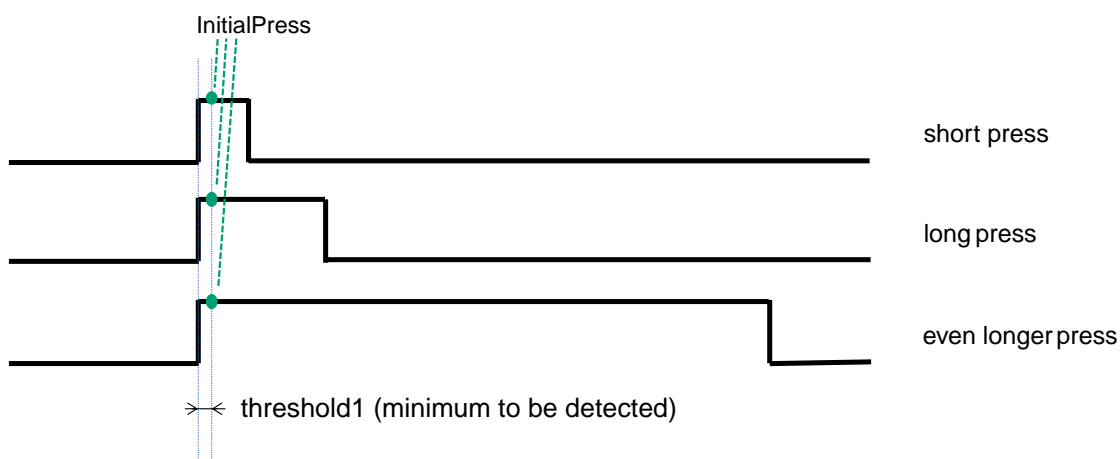 InitialPress
short press
long press
even longer press
threshold1 (minimum to be detected)